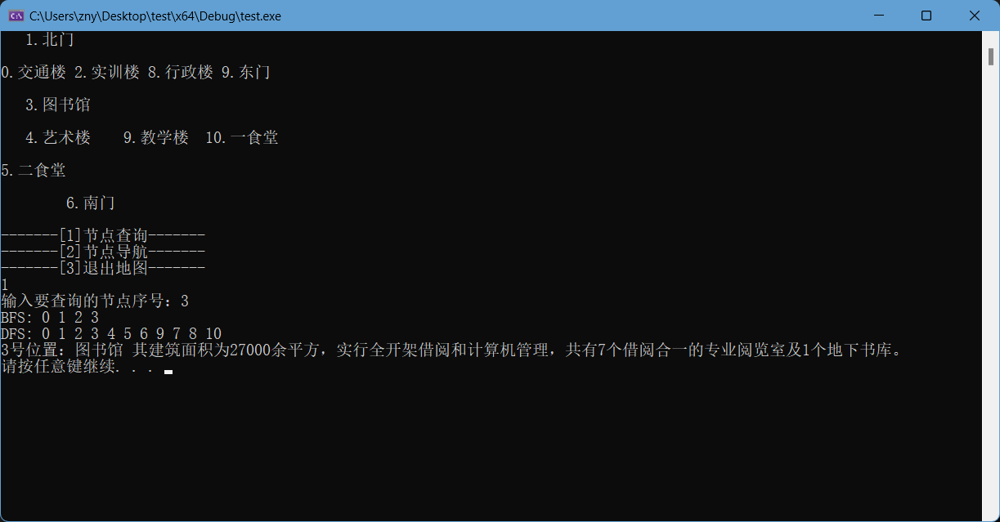 C:\Users\zny\Desktop\test\x64\Debug\test.exe
1.北门
0.交通楼 2.实训楼 8.行政楼 9.东门
3.图书馆
4.艺术楼    9.教学楼  10.一食堂
5.二食堂
6.南门
-------[1]节点查询-------
-------[2]节点导航-------
-------[3]退出地图-------
1
输入要查询的节点序号：3
BFS: 0 1 2 3
DFS: 0 1 2 3 4 5 6 9 7 8 10
3号位置：图书馆 其建筑面积为27000余平方，实行全开架借阅和计算机管理，共有7个借阅合一的专业阅览室及1个地下书库。
请按任意键继续. . .